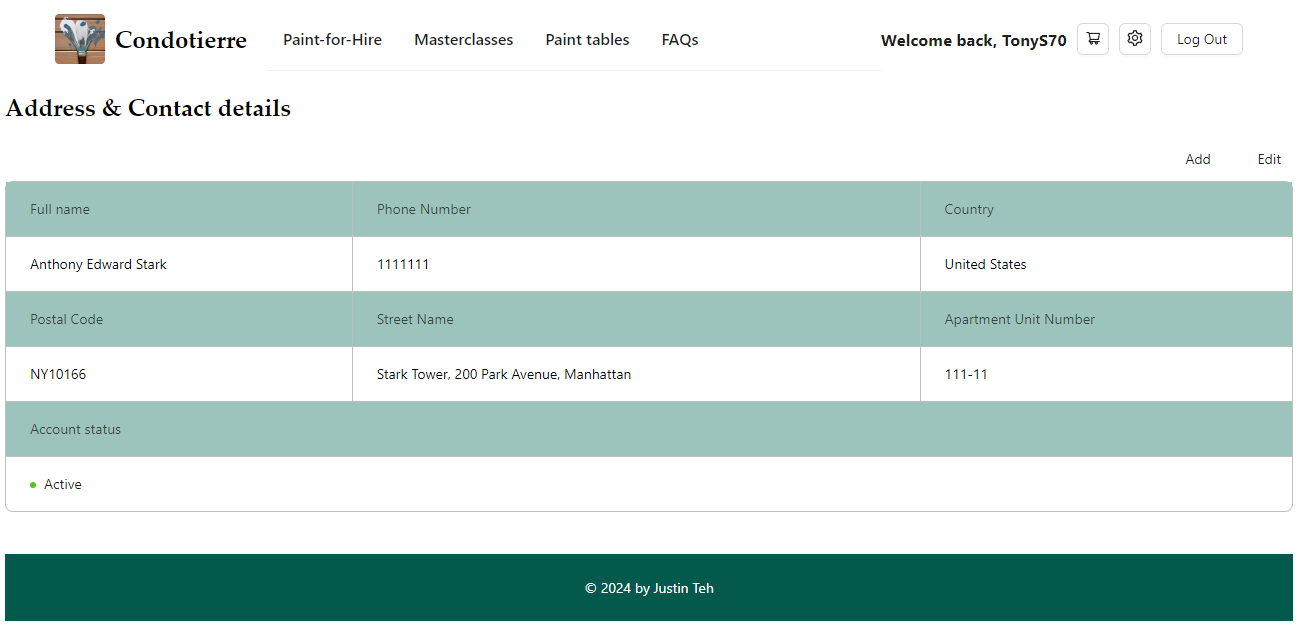 Condotierre Paint-for-Hire Masterclasses Paint tables FAQs Welcome back, TonyS70 Log Out
Address & Contact details
Add Edit
Full name Phone Number Country
Anthony Edward Stark 1111111 United States
Postal Code Street Name Apartment Unit Number
NY10166 Stark Tower, 200 Park Avenue, Manhattan 111-11
Account status
Active
© 2024 by Justin Teh